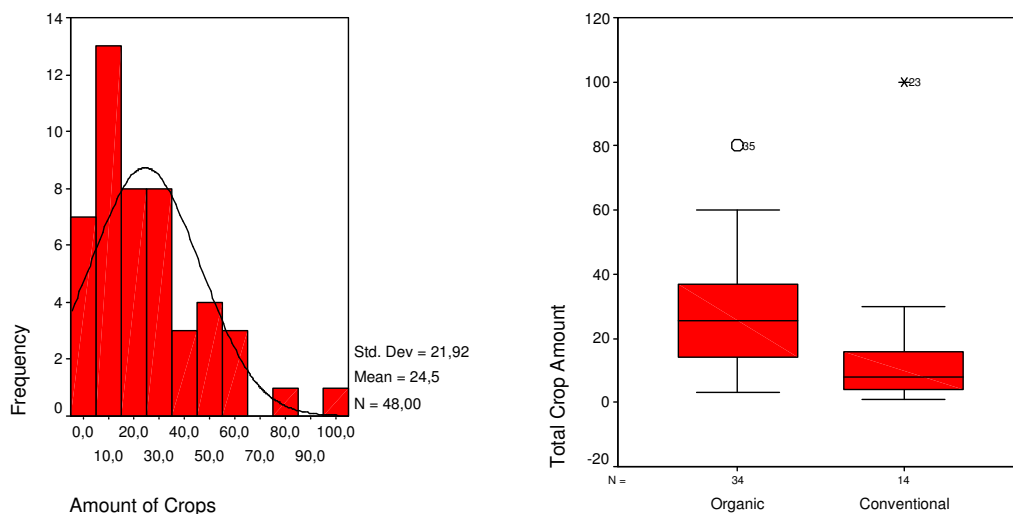 14
12
10
8
6
4
2
0
Frequency
Std. Dev = 21,92
Mean = 24,5
N = 48,00
0,0 20,0 40,0 60,0 80,0 100,0
10,0 30,0 50,0 70,0 90,0
Amount of Crops
120
100
80
60
40
20
0
-20
Total Crop Amount
35
23
N = 34 14
Organic Conventional